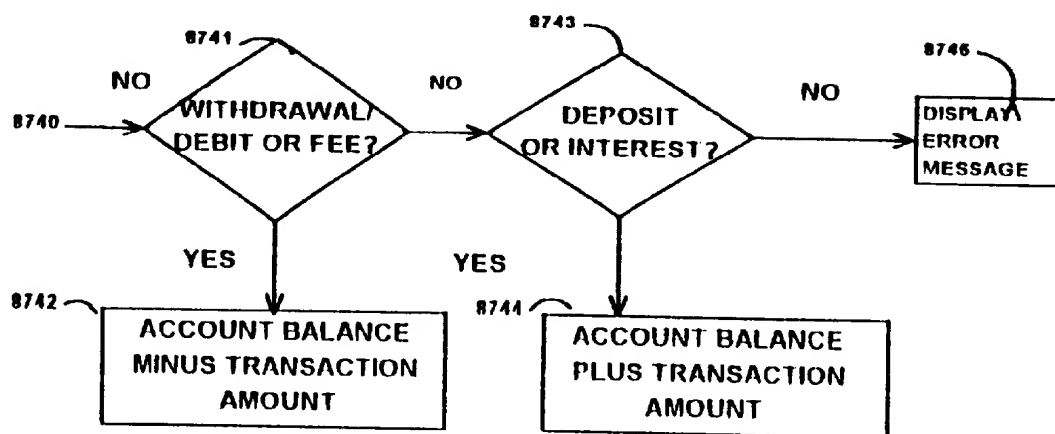 8741
8743
8746
NO
NO
NO
8740
WITHDRAWAL/
DEBIT OR FEE?
DEPOSIT
OR INTEREST?
DISPLAY
ERROR
MESSAGE
YES
YES
8742
8744
ACCOUNT BALANCE
MINUS TRANSACTION
AMOUNT
ACCOUNT BALANCE
PLUS TRANSACTION
AMOUNT